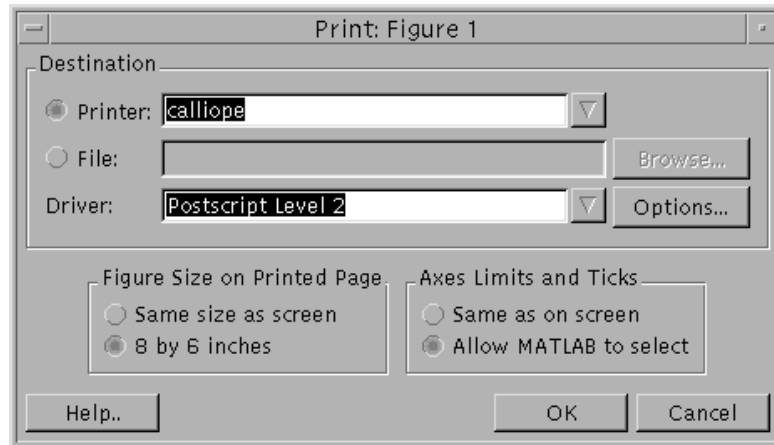 Print: Figure 1
Destination
Printer: calliope
File: Browse...
Driver: Postscript Level 2 Options...
Figure Size on Printed Page
Same size as screen
8 by 6 inches
Axes Limits and Ticks
Same as on screen
Allow MATLAB to select
Help.. OK Cancel